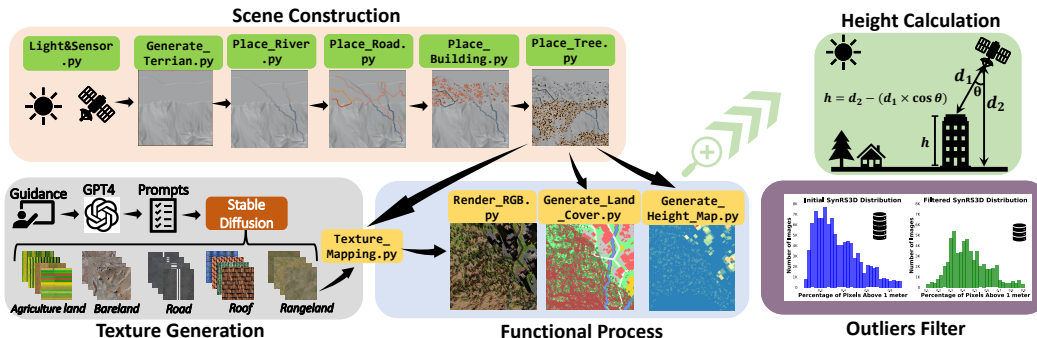 Scene Construction
Light&Sensor
.py
Generate_
Terrian.py
Place_River
.py
Place_Road.
py
Place_
Building.py
Place_Tree.
py
Height Calculation
d1
θ
d2
h = d2 − (d1 × cos θ)
h
Guidance
GPT4
Prompts
Stable
Diffusion
Texture_
Mapping.py
Agriculture land
Bareland
Road
Roof
Rangeland
Texture Generation
Render_RGB.
py
Generate_Land
_Cover.py
Generate_
Height_Map.py
Functional Process
Initial SynRS3D Distribution
Number of Images
Percentage of Pixels Above 1 meter
Filtered SynRS3D Distribution
Number of Images
Percentage of Pixels Above 1 meter
Outliers Filter